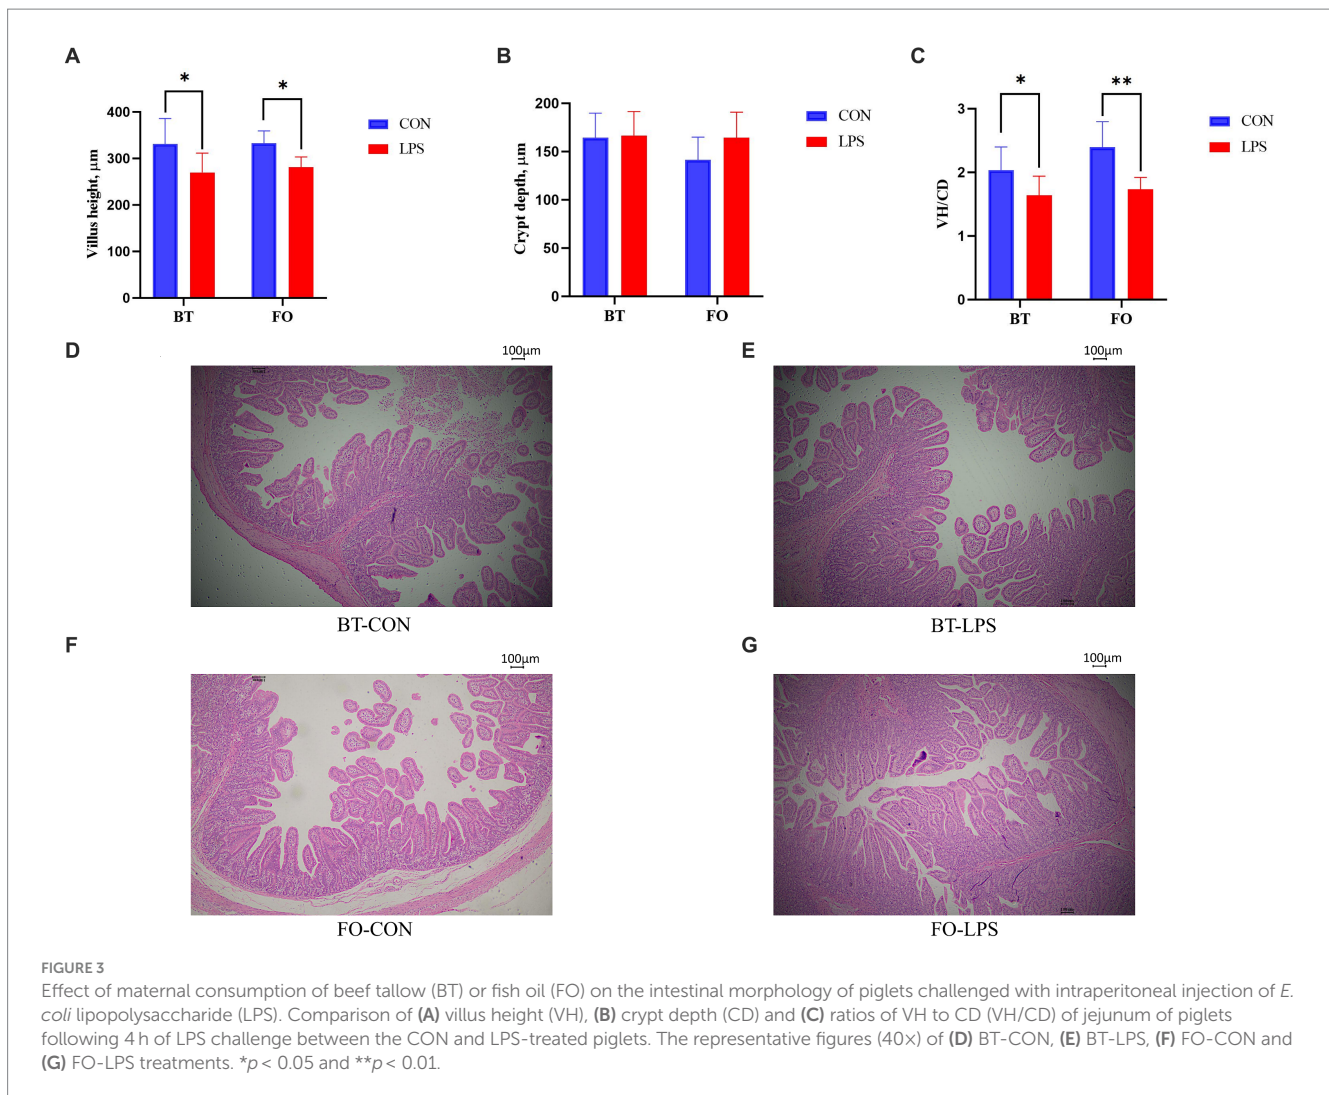 A
B
C
*
*
*
**
400
300
200
100
0
Villus height, µm
BT
FO
CON
LPS
200
150
100
50
0
Crypt depth, µm
BT
FO
CON
LPS
3
2
1
0
VH/CD
BT
FO
CON
LPS
D
100µm
E
100µm
BT-CON
BT-LPS
F
100µm
G
100µm
FO-CON
FO-LPS
FIGURE 3
Effect of maternal consumption of beef tallow (BT) or fish oil (FO) on the intestinal morphology of piglets challenged with intraperitoneal injection of E.
coli lipopolysaccharide (LPS). Comparison of (A) villus height (VH), (B) crypt depth (CD) and (C) ratios of VH to CD (VH/CD) of jejunum of piglets
following 4 h of LPS challenge between the CON and LPS-treated piglets. The representative figures (40×) of (D) BT-CON, (E) BT-LPS, (F) FO-CON and
(G) FO-LPS treatments. *p < 0.05 and **p < 0.01.